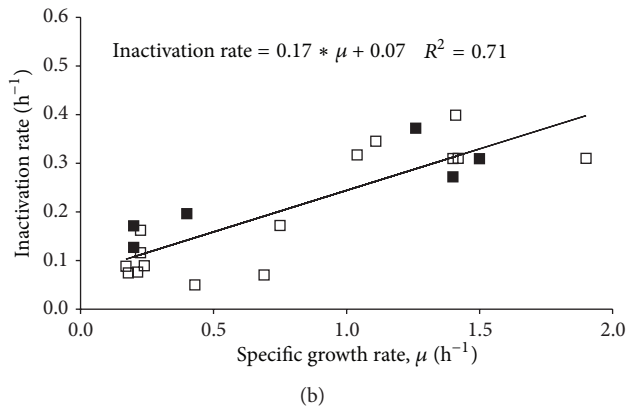 0.6
Inactivation rate = 0.17 ∗ μ + 0.07 R² = 0.71
0.5
0.4
0.3
0.2
0.1
0.0
Inactivation rate (h⁻¹)
0.0 0.5 1.0 1.5 2.0
Specific growth rate, μ (h⁻¹)
(b)